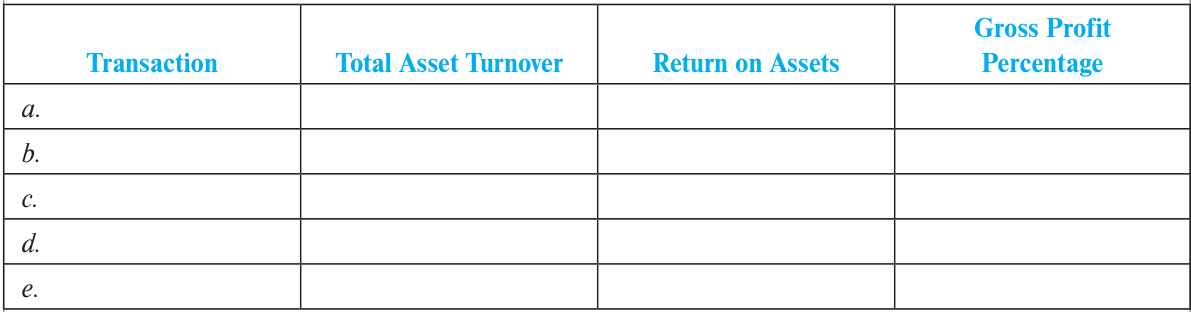 Gross Profit
Transaction Total Asset Turnover Return on Assets Percentage
a.
b.
c.
d.
e.